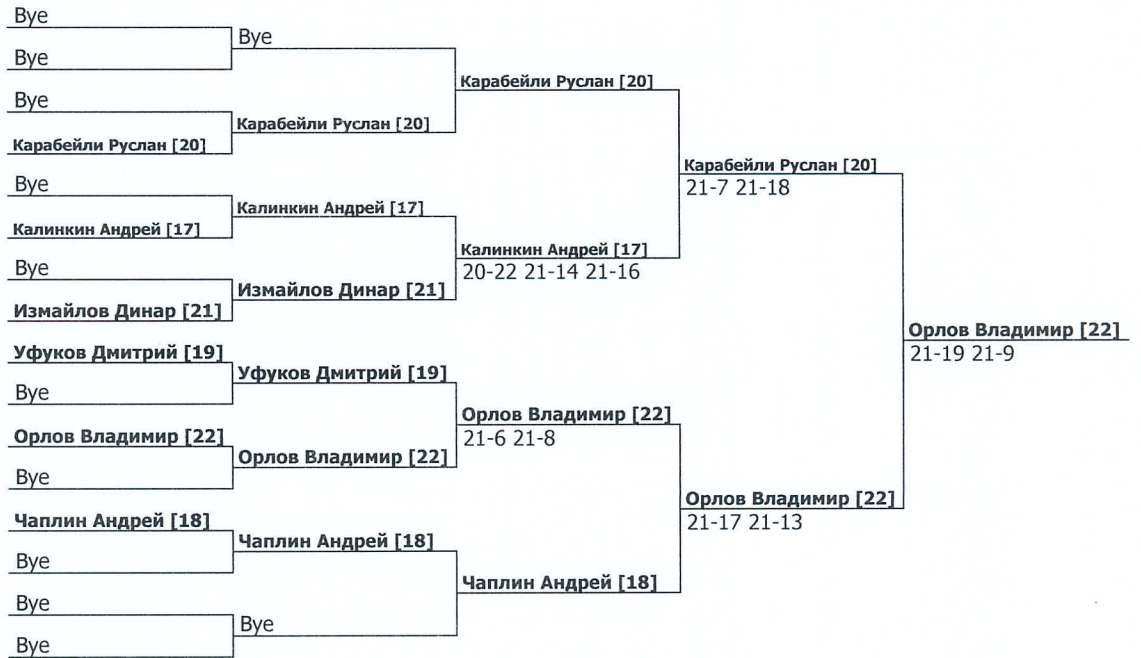 Bye
Bye
Bye
Карабейли Руслан [20]
Bye
Калинкин Андрей [17]
Bye
Измайлов Динар [21]
Уфуков Дмитрий [19]
Bye
Орлов Владимир [22]
Bye
Чаплин Андрей [18]
Bye
Bye
Bye
Bye
Карабейли Руслан [20]
Калинкин Андрей [17]
Измайлов Динар [21]
Уфуков Дмитрий [19]
Орлов Владимир [22]
Чаплин Андрей [18]
Bye
Карабейли Руслан [20]
Калинкин Андрей [17]
20-22 21-14 21-16
Орлов Владимир [22]
21-6 21-8
Чаплин Андрей [18]
Карабейли Руслан [20]
21-7 21-18
Орлов Владимир [22]
21-17 21-13
Орлов Владимир [22]
21-19 21-9